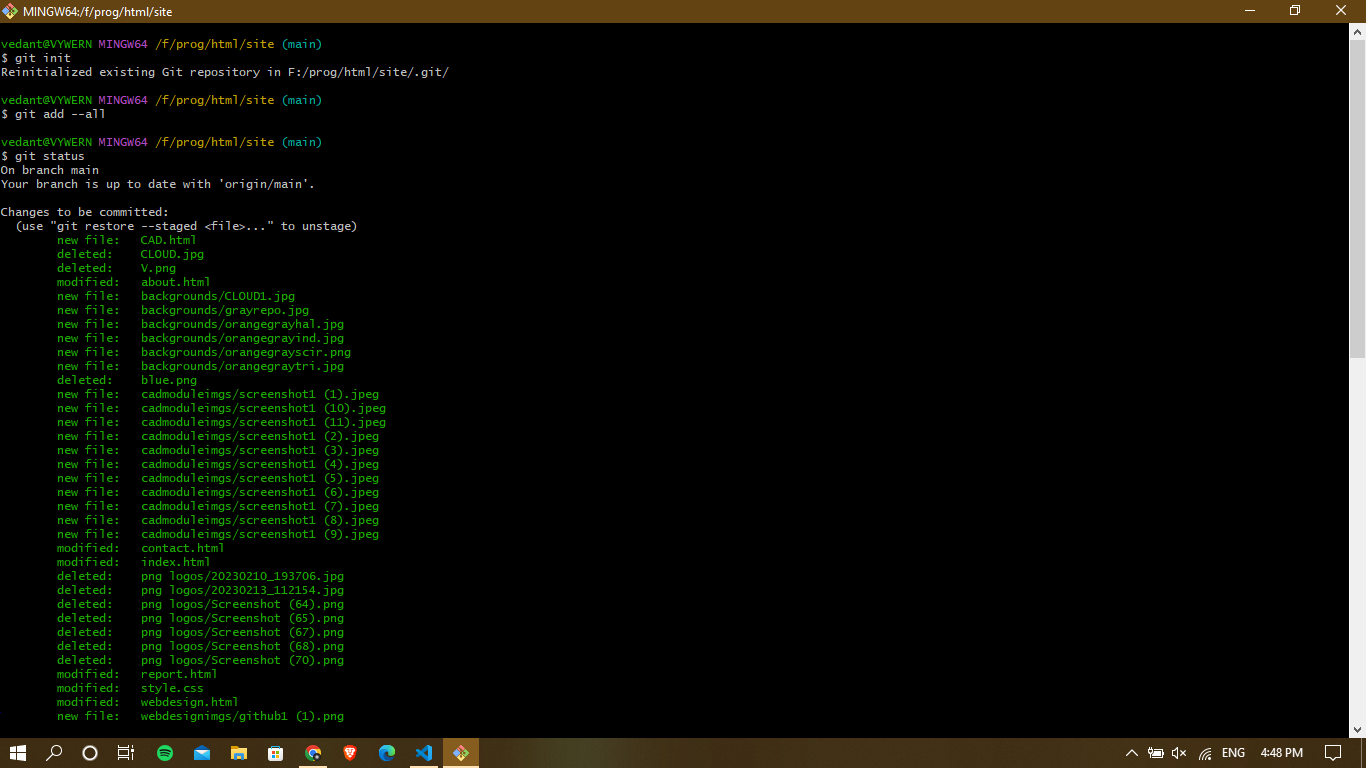 MINGW64:/f/prog/html/site
vedant@VYWERN MINGW64 /f/prog/html/site (main)
$ git init
Reinitialized existing Git repository in F:/prog/html/site/.git/
vedant@VYWERN MINGW64 /f/prog/html/site (main)
$ git add --all
vedant@VYWERN MINGW64 /f/prog/html/site (main)
$ git status
On branch main
Your branch is up to date with 'origin/main'.
Changes to be committed:
(use "git restore --staged <file>..." to unstage)
new file: CAD.html
deleted: CLOUD.jpg
deleted: V.png
modified: about.html
new file: backgrounds/CLOUD1.jpg
new file: backgrounds/grayrepo.jpg
new file: backgrounds/orangegrayhal.jpg
new file: backgrounds/orangegrayind.jpg
new file: backgrounds/orangegrayscir.png
new file: backgrounds/orangegraytri.jpg
deleted: blue.png
new file: cadmoduleimgs/screenshot1 (1).jpeg
new file: cadmoduleimgs/screenshot1 (10).jpeg
new file: cadmoduleimgs/screenshot1 (11).jpeg
new file: cadmoduleimgs/screenshot1 (2).jpeg
new file: cadmoduleimgs/screenshot1 (3).jpeg
new file: cadmoduleimgs/screenshot1 (4).jpeg
new file: cadmoduleimgs/screenshot1 (5).jpeg
new file: cadmoduleimgs/screenshot1 (6).jpeg
new file: cadmoduleimgs/screenshot1 (7).jpeg
new file: cadmoduleimgs/screenshot1 (8).jpeg
new file: cadmoduleimgs/screenshot1 (9).jpeg
modified: contact.html
modified: index.html
deleted: png logos/20230210_193706.jpg
deleted: png logos/20230213_112154.jpg
deleted: png logos/Screenshot (64).png
deleted: png logos/Screenshot (65).png
deleted: png logos/Screenshot (67).png
deleted: png logos/Screenshot (68).png
deleted: png logos/Screenshot (70).png
modified: report.html
modified: style.css
modified: webdesign.html
new file: webdesignimgs/github1 (1).png
ENG 4:48 PM